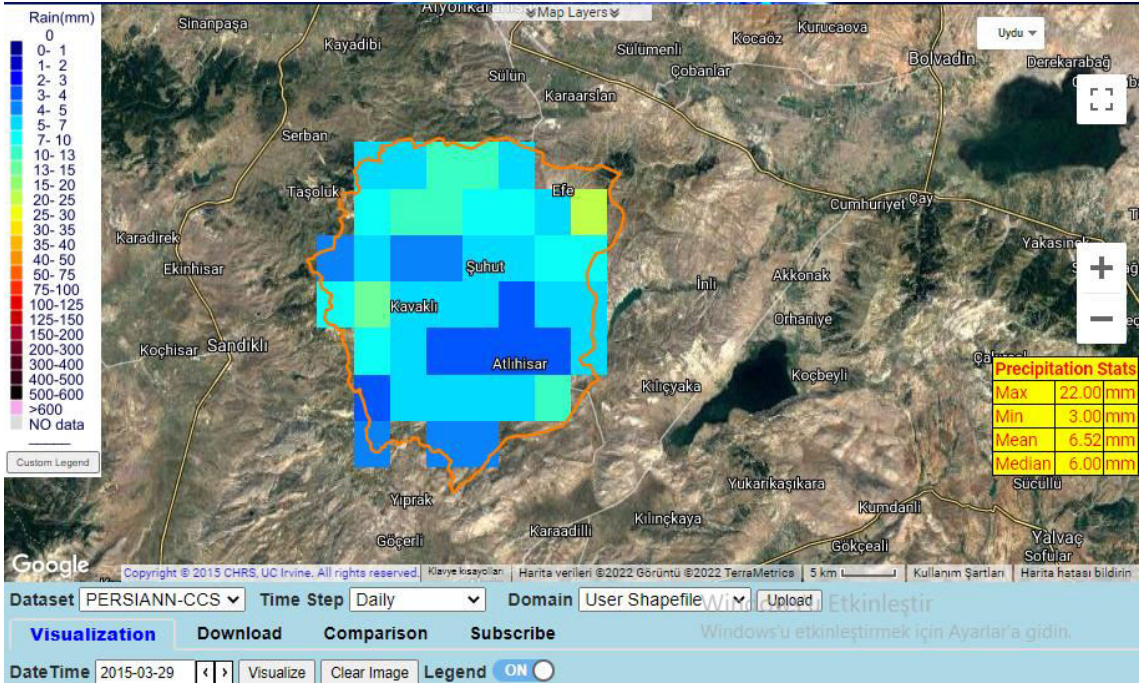 Rain(mm)
0
0- 1
1- 2
2- 3
3- 4
4- 5
5- 7
7- 10
10- 13
13- 15
15- 20
20- 25
25- 30
30- 35
35- 40
40- 50
50- 75
75-100
100-125
125-150
150-200
200-300
300-400
400-500
500-600
>600
NO data
Custom Legend
Map Layers
Uydu
Sinanpaşa
Kayadibi
Sülümenli
Kocaöz
Kurucaova
Bolvadin
Derekarabağ
Sülün
Çobanlar
Karaarslan
Serban
Taşoluk
Efe
Cumhuriyet
Çay
Karadirek
Ekinhisar
Şuhut
İnli
Akkonak
Kavaklı
Orhaniye
Koçhisar
Sandıklı
Atlıhisar
Kılıçyaka
Koçbeyli
Precipitation Stats
Max 22.00 mm
Min 3.00 mm
Mean 6.52 mm
Median 6.00 mm
Yıprak
Yukarıkaşıkara
Sücüllü
Kumdanlı
Karaadilli
Kılınçkaya
Göçerli
Gökçeali
Yalvaç
Sofular
Google
Copyright © 2015 CHRS, UC Irvine. All rights reserved.
Klavye kısayolları
Harita verileri ©2022 Görüntü ©2022 TerraMetrics
5 km
Kullanım Şartları
Harita hatası bildirin
Dataset PERSIANN-CCS Time Step Daily Domain User Shapefile Upload
Windows'u Etkinleştir
Windows'u etkinleştirmek için Ayarlar'a gidin.
Visualization Download Comparison Subscribe
DateTime 2015-03-29 Visualize Clear Image Legend ON